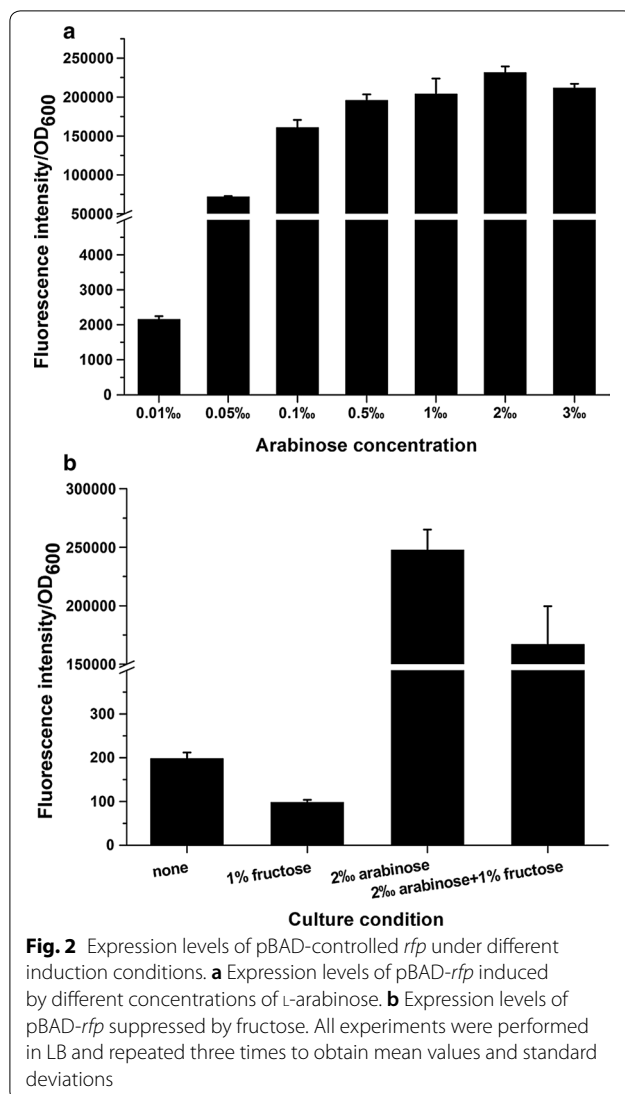 a
250000
200000
150000
100000
50000
4000
3000
2000
1000
0
Fluorescence intensity/OD600
0.01‰ 0.05‰ 0.1‰ 0.5‰ 1‰ 2‰ 3‰
Arabinose concentration
b
300000
250000
200000
150000
300
200
100
0
Fluorescence intensity/OD600
none 1% fructose 2‰ arabinose 2‰ arabinose+1% fructose
Culture condition
Fig. 2 Expression levels of pBAD-controlled rfp under different
induction conditions. a Expression levels of pBAD-rfp induced
by different concentrations of L-arabinose. b Expression levels of
pBAD-rfp suppressed by fructose. All experiments were performed
in LB and repeated three times to obtain mean values and standard
deviations